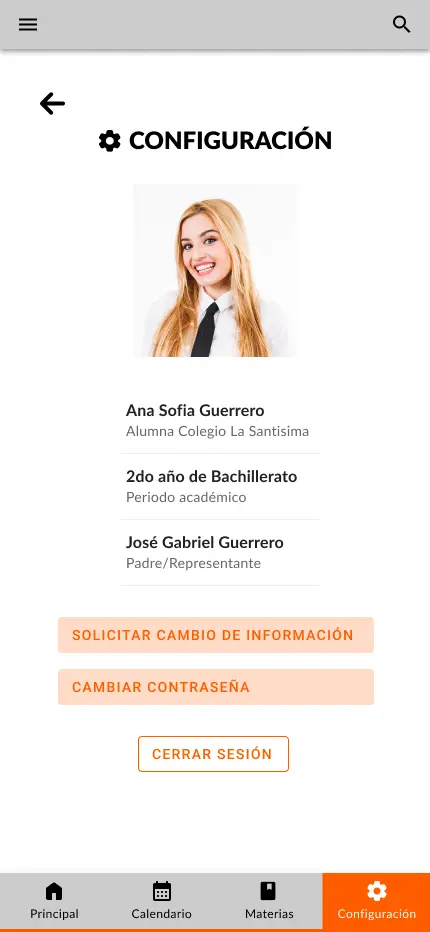 CONFIGURACIÓN
Ana Sofia Guerrero
Alumna Colegio La Santisima
2do año de Bachillerato
Periodo académico
José Gabriel Guerrero
Padre/Representante
SOLICITAR CAMBIO DE INFORMACIÓN
CAMBIAR CONTRASEÑA
CERRAR SESIÓN
Principal
Calendario
Materias
Configuración